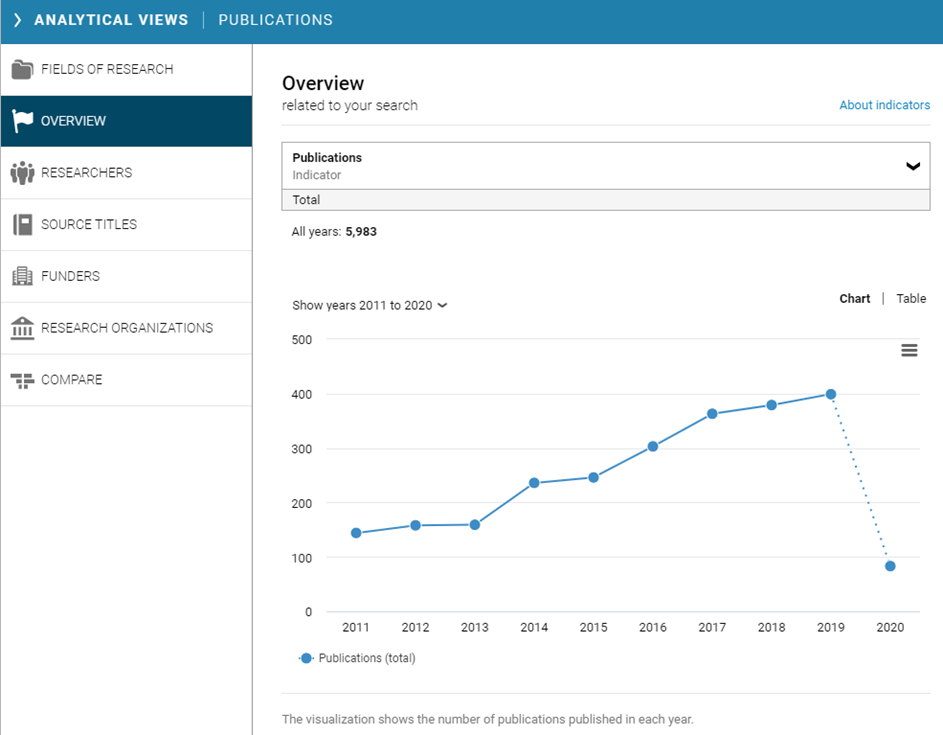 ANALYTICAL VIEWS | PUBLICATIONS
FIELDS OF RESEARCH
OVERVIEW
RESEARCHERS
SOURCE TITLES
FUNDERS
RESEARCH ORGANIZATIONS
COMPARE
Overview
related to your search
About indicators
Publications
Indicator
Total
All years: 5,983
Show years 2011 to 2020
Chart | Table
500
400
300
200
100
0
2011 2012 2013 2014 2015 2016 2017 2018 2019 2020
Publications (total)
The visualization shows the number of publications published in each year.